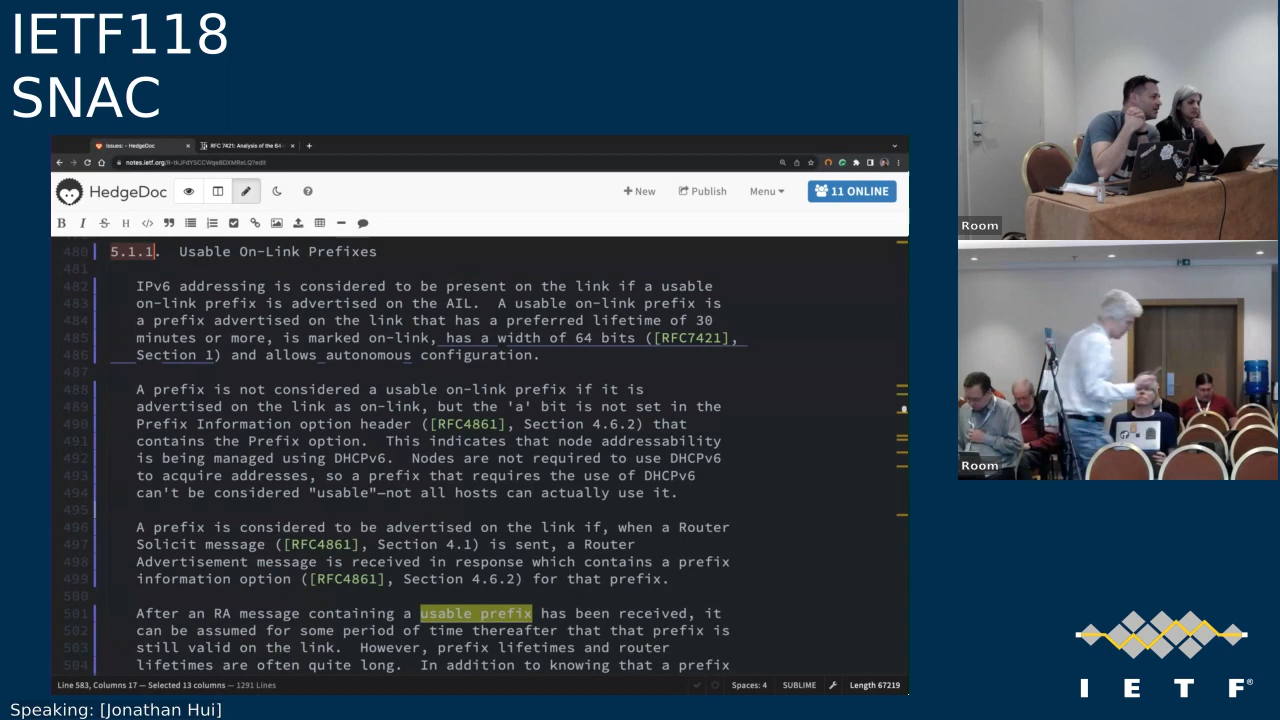 IETF118
SNAC
Issues: - HedgeDoc
RFC 7421: Analysis of the 64-
HedgeDoc
New
Publish
Menu
11 ONLINE
B I S H
480 5.1.1. Usable On-Link Prefixes
481
482 IPv6 addressing is considered to be present on the link if a usable
483 on-link prefix is advertised on the AIL. A usable on-link prefix is
484 a prefix advertised on the link that has a preferred lifetime of 30
485 minutes or more, is marked on-link, has a width of 64 bits ([RFC7421],
486 Section 1) and allows autonomous configuration.
487
488 A prefix is not considered a usable on-link prefix if it is
489 advertised on the link as on-link, but the 'a' bit is not set in the
490 Prefix Information option header ([RFC4861], Section 4.6.2) that
491 contains the Prefix option. This indicates that node addressability
492 is being managed using DHCPv6. Nodes are not required to use DHCPv6
493 to acquire addresses, so a prefix that requires the use of DHCPv6
494 can't be considered "usable"—not all hosts can actually use it.
495
496 A prefix is considered to be advertised on the link if, when a Router
497 Solicit message ([RFC4861], Section 4.1) is sent, a Router
498 Advertisement message is received in response which contains a prefix
499 information option ([RFC4861], Section 4.6.2) for that prefix.
500
501 After an RA message containing a usable prefix has been received, it
502 can be assumed for some period of time thereafter that that prefix is
503 still valid on the link. However, prefix lifetimes and router
504 lifetimes are often quite long. In addition to knowing that a prefix
Line 583, Columns 17 — Selected 13 columns — 1291 Lines
Spaces: 4
SUBLIME
Length 67219
Room
Room
I E T F®
Speaking: [Jonathan Hui]